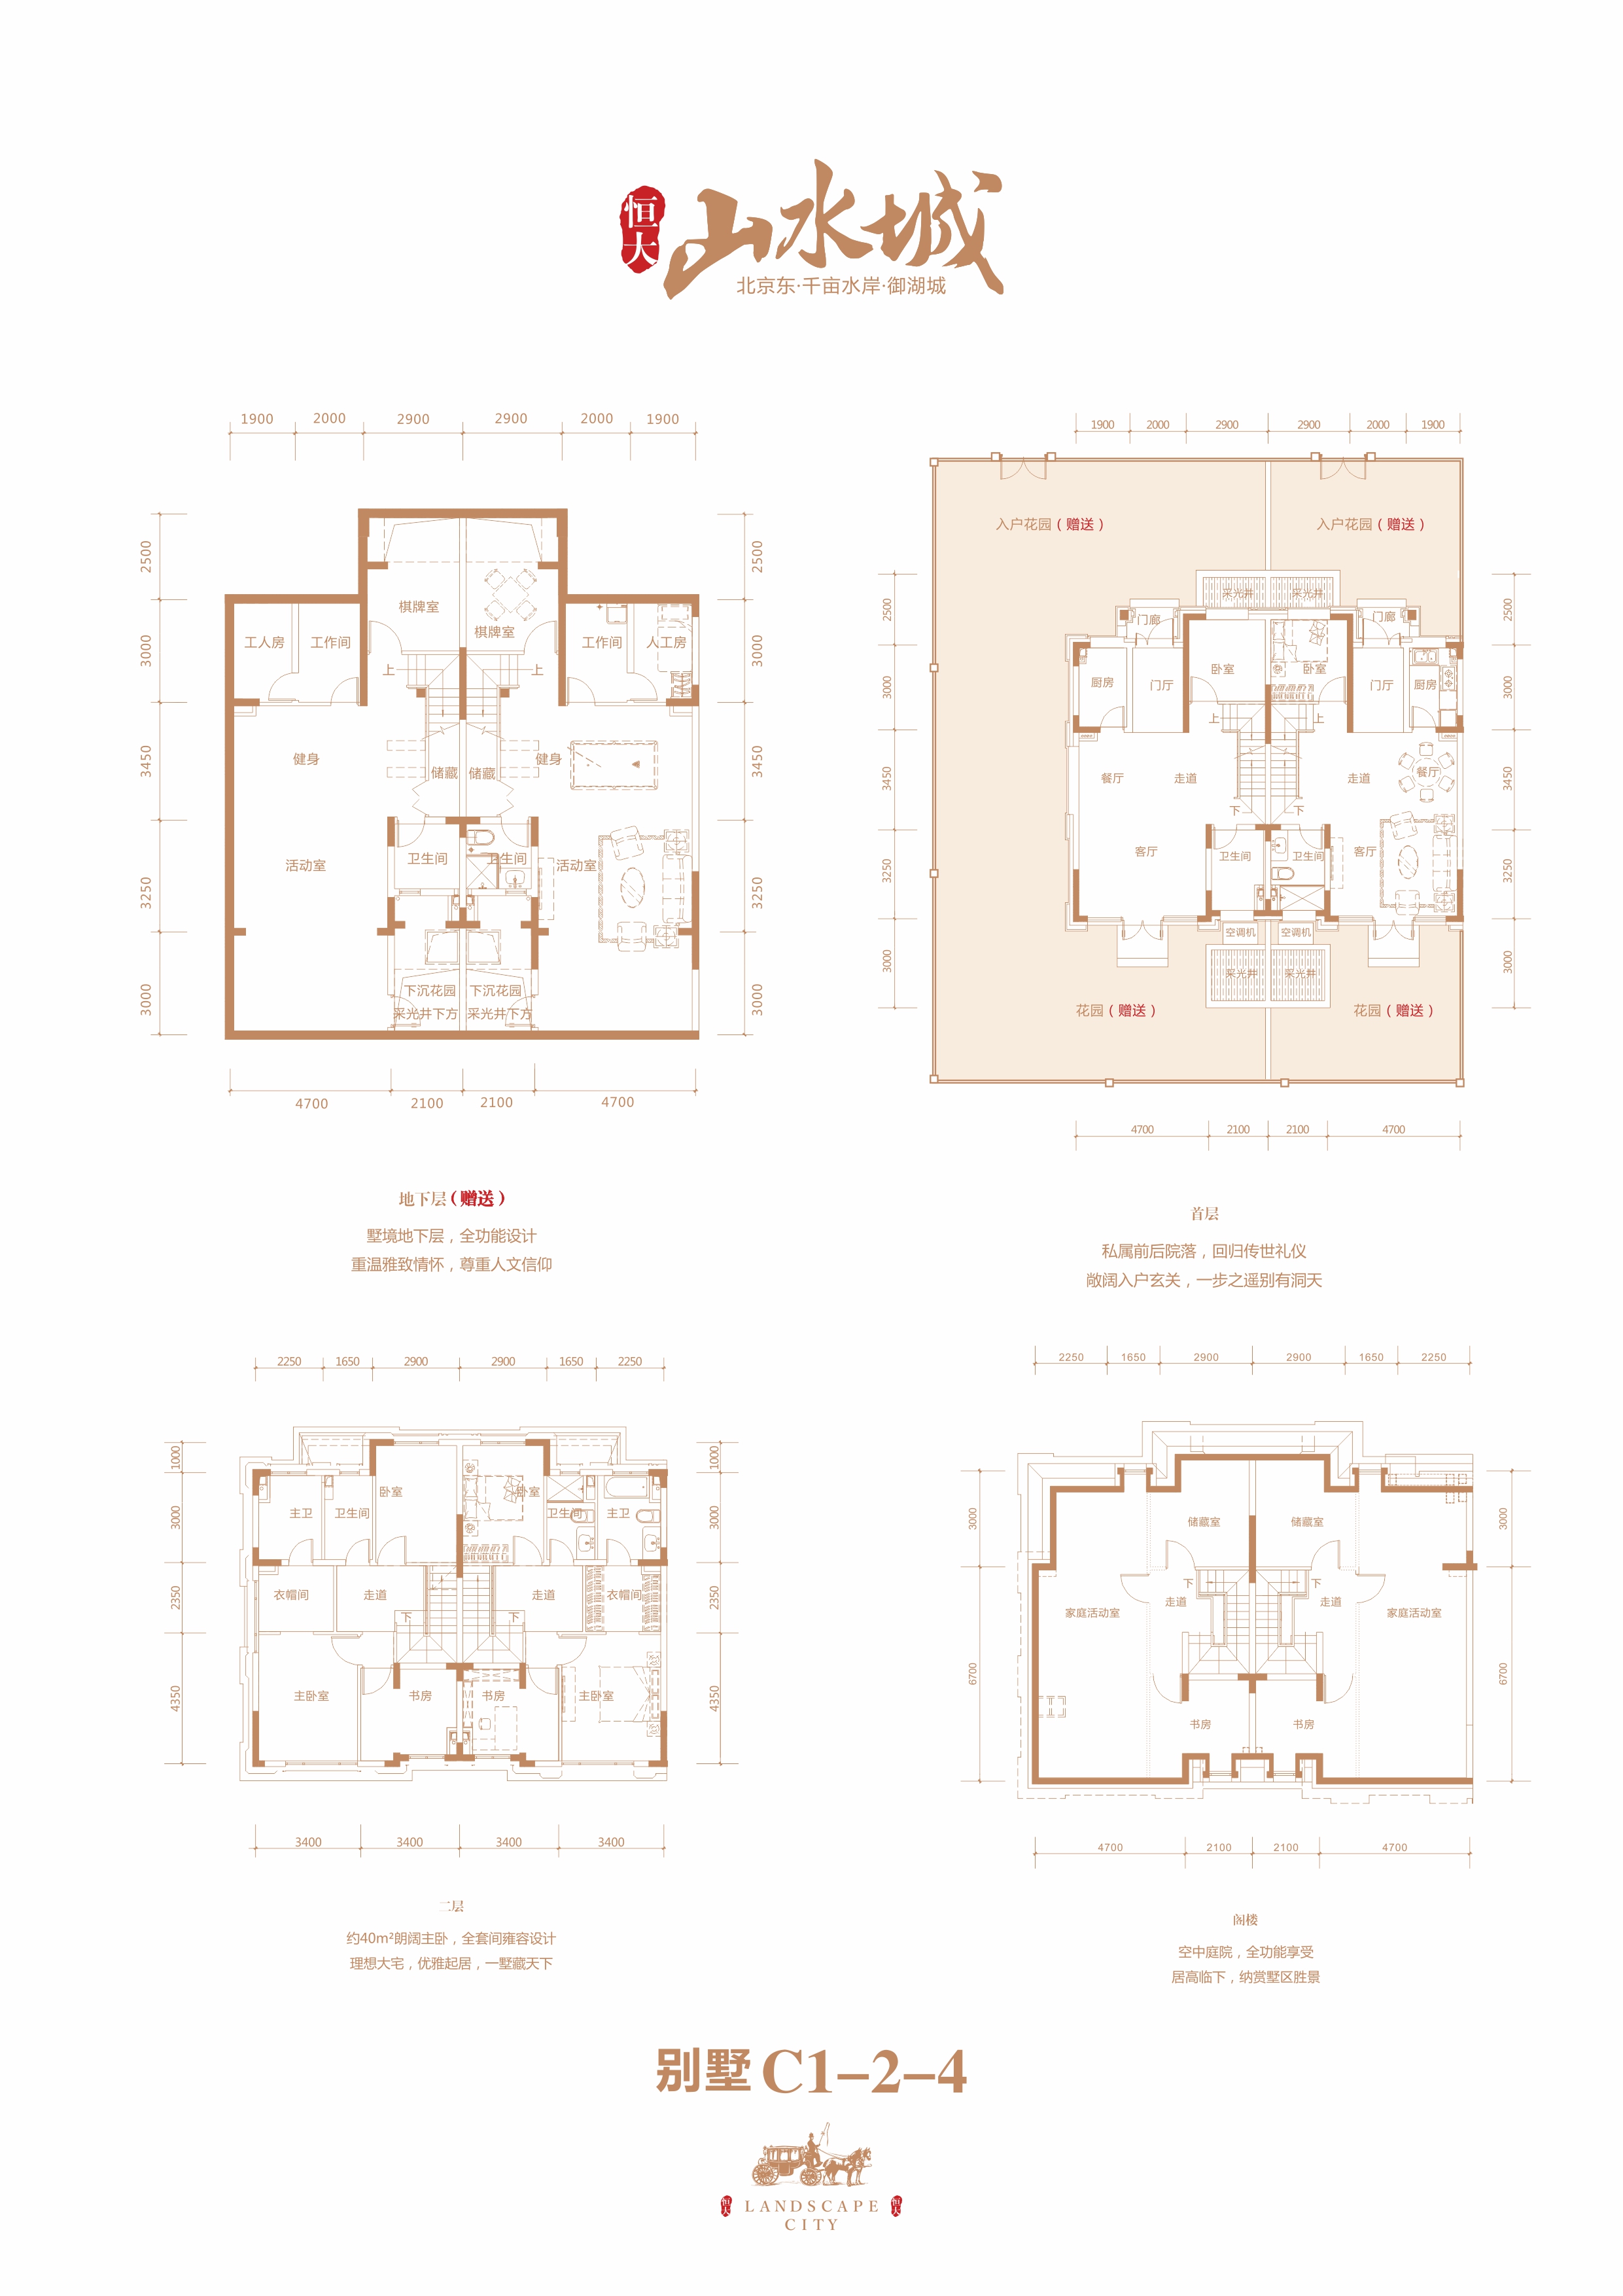 恒大
山水城
北京东·千亩水岸·御湖城
1900 2000 2900 2900 2000 1900
2500 3000 3450 3250 3000
棋牌室 棋牌室
工人房 工作间 工作间 人工房
上 上
健身 储藏 储藏 健身
活动室 卫生间 卫生间 活动室
下沉花园 下沉花园
采光井下方 采光井下方
2500 3000 3450 3250 3000
4700 2100 2100 4700
地下层(赠送)
墅境地下层，全功能设计
重温雅致情怀，尊重人文信仰
1900 2000 2900 2900 2000 1900
2500 3000 3450 3250 3000
入户花园(赠送) 入户花园(赠送)
采光井 采光井
门廊 门廊
厨房 门厅 卧室 卧室 门厅 厨房
上 上
餐厅 走道 走道 餐厅
下 下
客厅 卫生间 卫生间 客厅
空调机 空调机
采光井 采光井
花园(赠送) 花园(赠送)
2500 3000 3450 3250 3000
4700 2100 2100 4700
首层
私属前后院落，回归传世礼仪
敞阔入户玄关，一步之遥别有洞天
2250 1650 2900 2900 1650 2250
1000 3000 2350 4350
主卫 卫生间 卧室 卧室 卫生间 主卫
衣帽间 走道 走道 衣帽间
下 下
主卧室 书房 书房 主卧室
1000 3000 2350 4350
3400 3400 3400 3400
二层
约40m²朗阔主卧，全套间雍容设计
理想大宅，优雅起居，一墅藏天下
2250 1650 2900 2900 1650 2250
3000 6700
储藏室 储藏室
下 下
家庭活动室 走道 走道 家庭活动室
书房 书房
3000 6700
4700 2100 2100 4700
阁楼
空中庭院，全功能享受
居高临下，纳赏墅区胜景
别墅 C1-2-4
恒大 LANDSCAPE 恒大
CITY